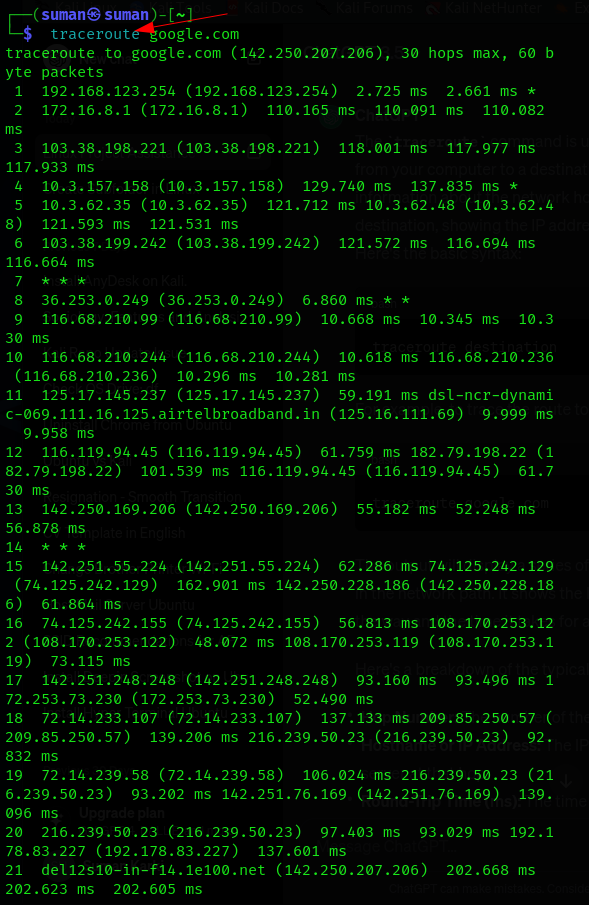 ┌──(suman㉿suman)-[~]
└─$ traceroute google.com
traceroute to google.com (142.250.207.206), 30 hops max, 60 b
yte packets
 1  192.168.123.254 (192.168.123.254)  2.725 ms  2.661 ms *
 2  172.16.8.1 (172.16.8.1)  110.165 ms  110.091 ms  110.082
ms
 3  103.38.198.221 (103.38.198.221)  118.001 ms  117.977 ms
117.933 ms
 4  10.3.157.158 (10.3.157.158)  129.740 ms  137.835 ms *
 5  10.3.62.35 (10.3.62.35)  121.712 ms 10.3.62.48 (10.3.62.4
8)  121.593 ms  121.531 ms
 6  103.38.199.242 (103.38.199.242)  121.572 ms  116.694 ms
116.664 ms
 7  * * *
 8  36.253.0.249 (36.253.0.249)  6.860 ms * *
 9  116.68.210.99 (116.68.210.99)  10.668 ms  10.345 ms  10.3
30 ms
10  116.68.210.244 (116.68.210.244)  10.618 ms 116.68.210.236
 (116.68.210.236)  10.296 ms  10.281 ms
11  125.17.145.237 (125.17.145.237)  59.191 ms dsl-ncr-dynami
c-069.111.16.125.airtelbroadband.in (125.16.111.69)  9.999 ms
  9.958 ms
12  116.119.94.45 (116.119.94.45)  61.759 ms 182.79.198.22 (1
82.79.198.22)  101.539 ms 116.119.94.45 (116.119.94.45)  61.7
30 ms
13  142.250.169.206 (142.250.169.206)  55.182 ms  52.248 ms
56.878 ms
14  * * *
15  142.251.55.224 (142.251.55.224)  62.286 ms 74.125.242.129
 (74.125.242.129)  162.901 ms 142.250.228.186 (142.250.228.18
6)  61.864 ms
16  74.125.242.155 (74.125.242.155)  56.813 ms 108.170.253.12
2 (108.170.253.122)  48.072 ms 108.170.253.119 (108.170.253.1
19)  73.115 ms
17  142.251.248.248 (142.251.248.248)  93.160 ms  93.496 ms 1
72.253.73.230 (172.253.73.230)  52.490 ms
18  72.14.233.107 (72.14.233.107)  137.133 ms 209.85.250.57 (
209.85.250.57)  139.206 ms 216.239.50.23 (216.239.50.23)  92.
832 ms
19  72.14.239.58 (72.14.239.58)  106.024 ms 216.239.50.23 (21
6.239.50.23)  93.202 ms 142.251.76.169 (142.251.76.169)  139.
096 ms
20  216.239.50.23 (216.239.50.23)  97.403 ms  93.029 ms 192.1
78.83.227 (192.178.83.227)  137.601 ms
21  del12s10-in-f14.1e100.net (142.250.207.206)  202.668 ms
202.623 ms  202.605 ms